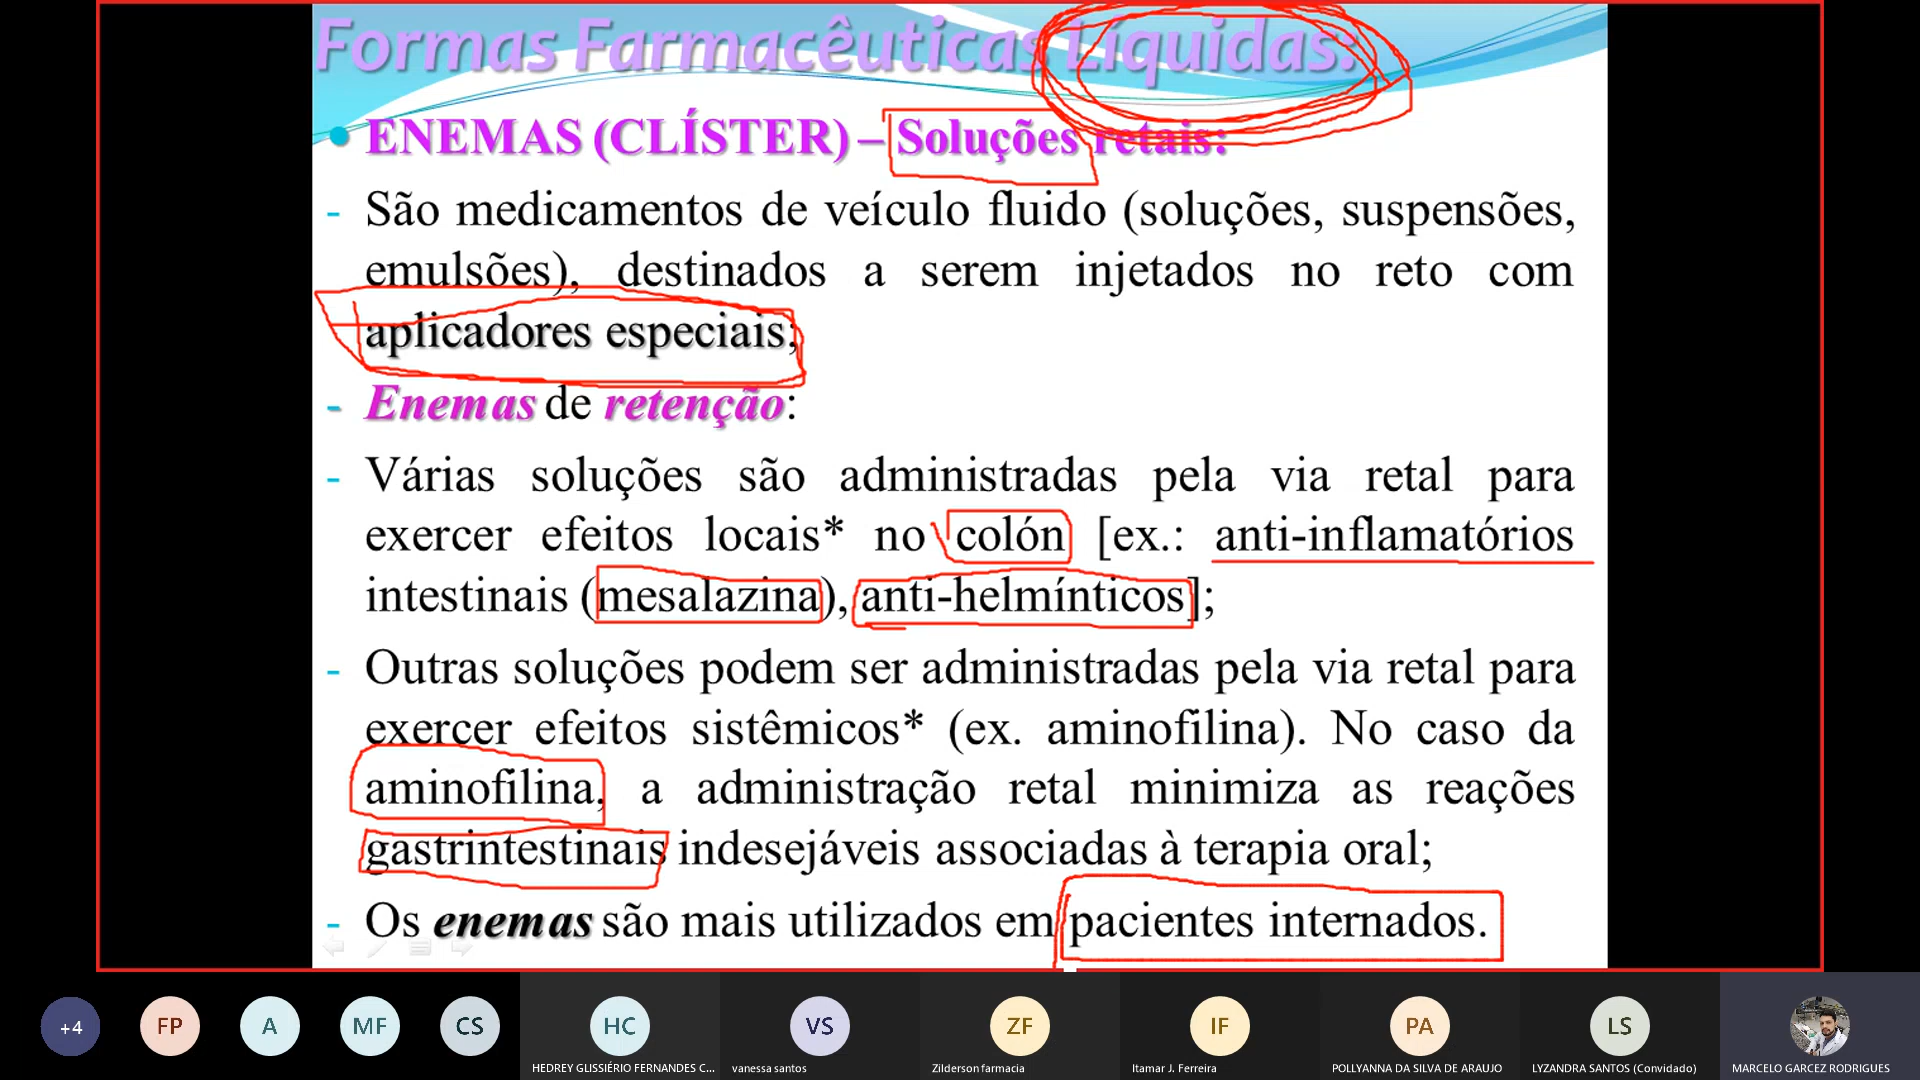 Formas Farmacêuticas Líquidas:
• ENEMAS (CLÍSTER) – Soluções retais:
- São medicamentos de veículo fluido (soluções, suspensões,
emulsões), destinados a serem injetados no reto com
aplicadores especiais;
- Enemas de retenção:
- Várias soluções são administradas pela via retal para
exercer efeitos locais* no colón [ex.: anti-inflamatórios
intestinais (mesalazina), anti-helmínticos];
- Outras soluções podem ser administradas pela via retal para
exercer efeitos sistêmicos* (ex. aminofilina). No caso da
aminofilina, a administração retal minimiza as reações
gastrintestinais indesejáveis associadas à terapia oral;
- Os enemas são mais utilizados em pacientes internados.
+4 FP A MF CS HC VS ZF IF PA LS
HEDREY GLISSIÉRIO FERNANDES C... vanessa santos Zilderson farmacia Itamar J. Ferreira POLLYANNA DA SILVA DE ARAUJO LYZANDRA SANTOS (Convidado) MARCELO GARCEZ RODRIGUES